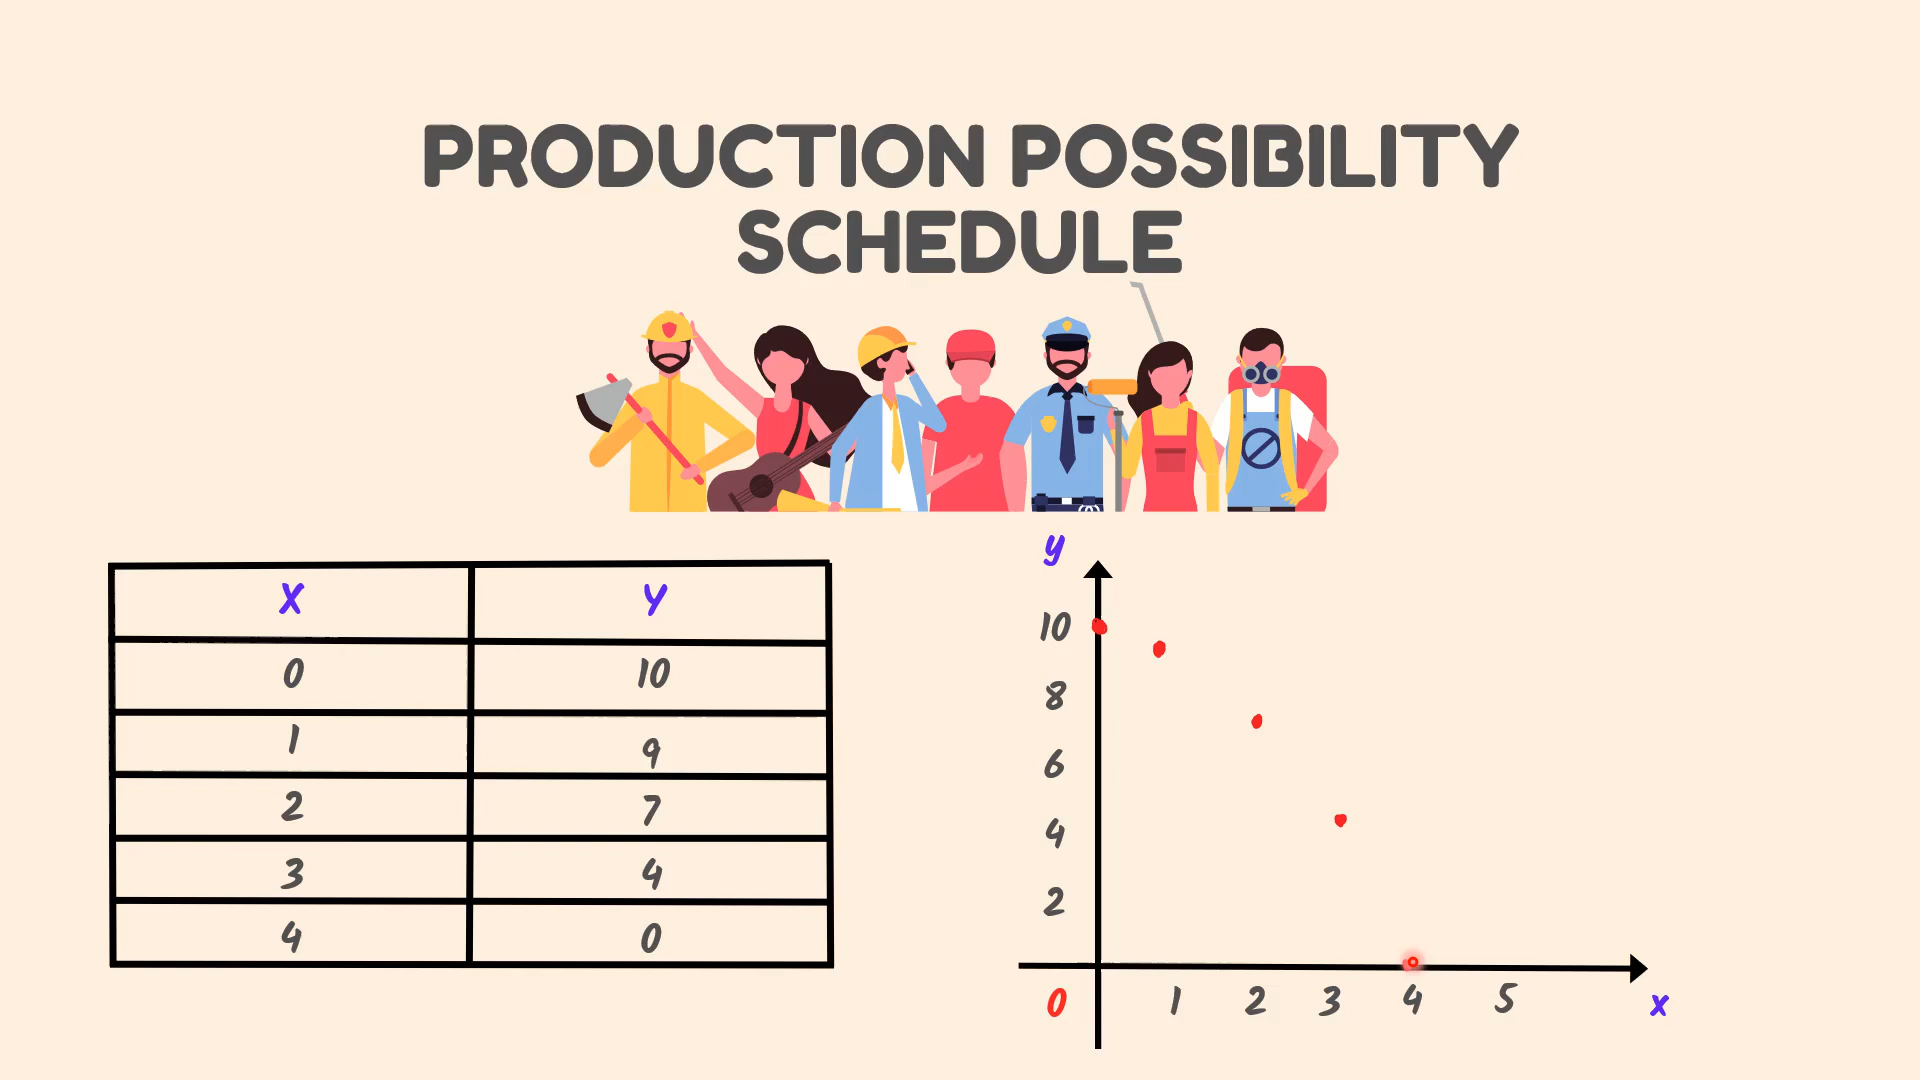 PRODUCTION POSSIBILITY
SCHEDULE
X Y
0 10
1 9
2 7
3 4
4 0
y
10
8
6
4
2
0 1 2 3 4 5 x